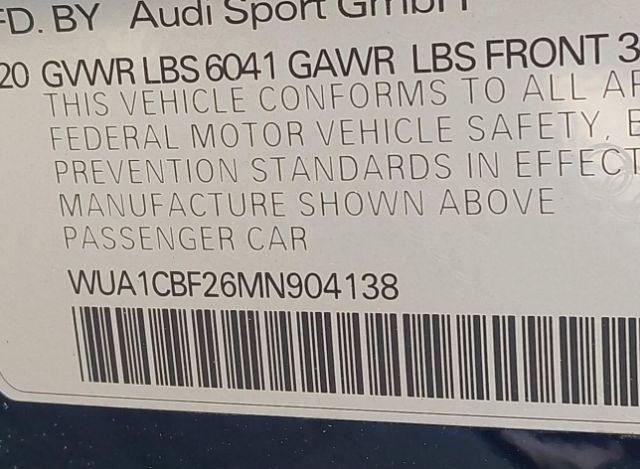 FD. BY Audi Sport GmbH
20 GVWR LBS 6041 GAWR LBS FRONT 3
THIS VEHICLE CONFORMS TO ALL
FEDERAL MOTOR VEHICLE SAFETY,
PREVENTION STANDARDS IN EFFECT
MANUFACTURE SHOWN ABOVE
PASSENGER CAR
WUA1CBF26MN904138